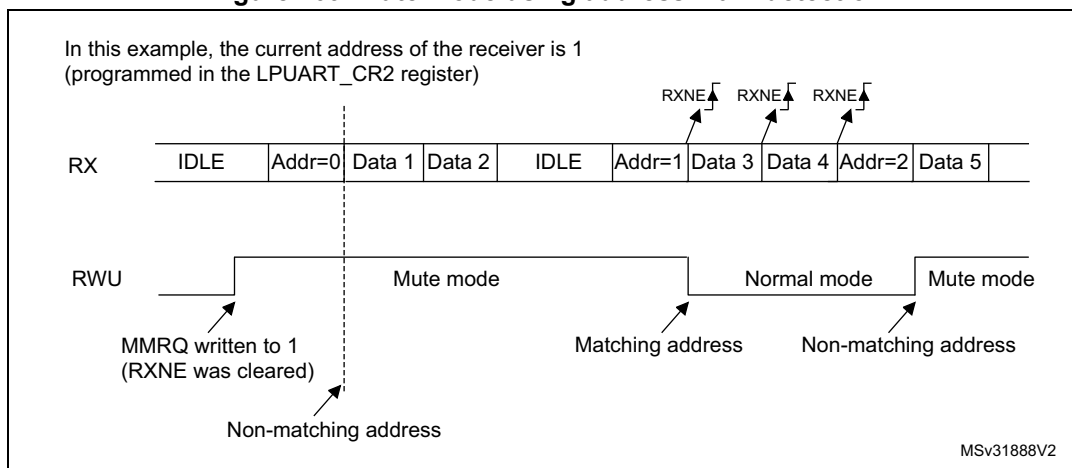 In this example, the current address of the receiver is 1
(programmed in the LPUART_CR2 register)
RXNE RXNE RXNE
RX IDLE Addr=0 Data 1 Data 2 IDLE Addr=1 Data 3 Data 4 Addr=2 Data 5
RWU Mute mode Normal mode Mute mode
MMRQ written to 1
(RXNE was cleared)
Matching address Non-matching address
Non-matching address
MSv31888V2